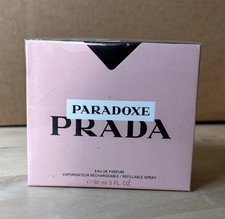 PARADOXE
PRADA
EAU DE PARFUM
VAPORISATEUR RECHARGEABLE / REFILLABLE SPRAY
℮ 90 ml 3 FL. OZ.